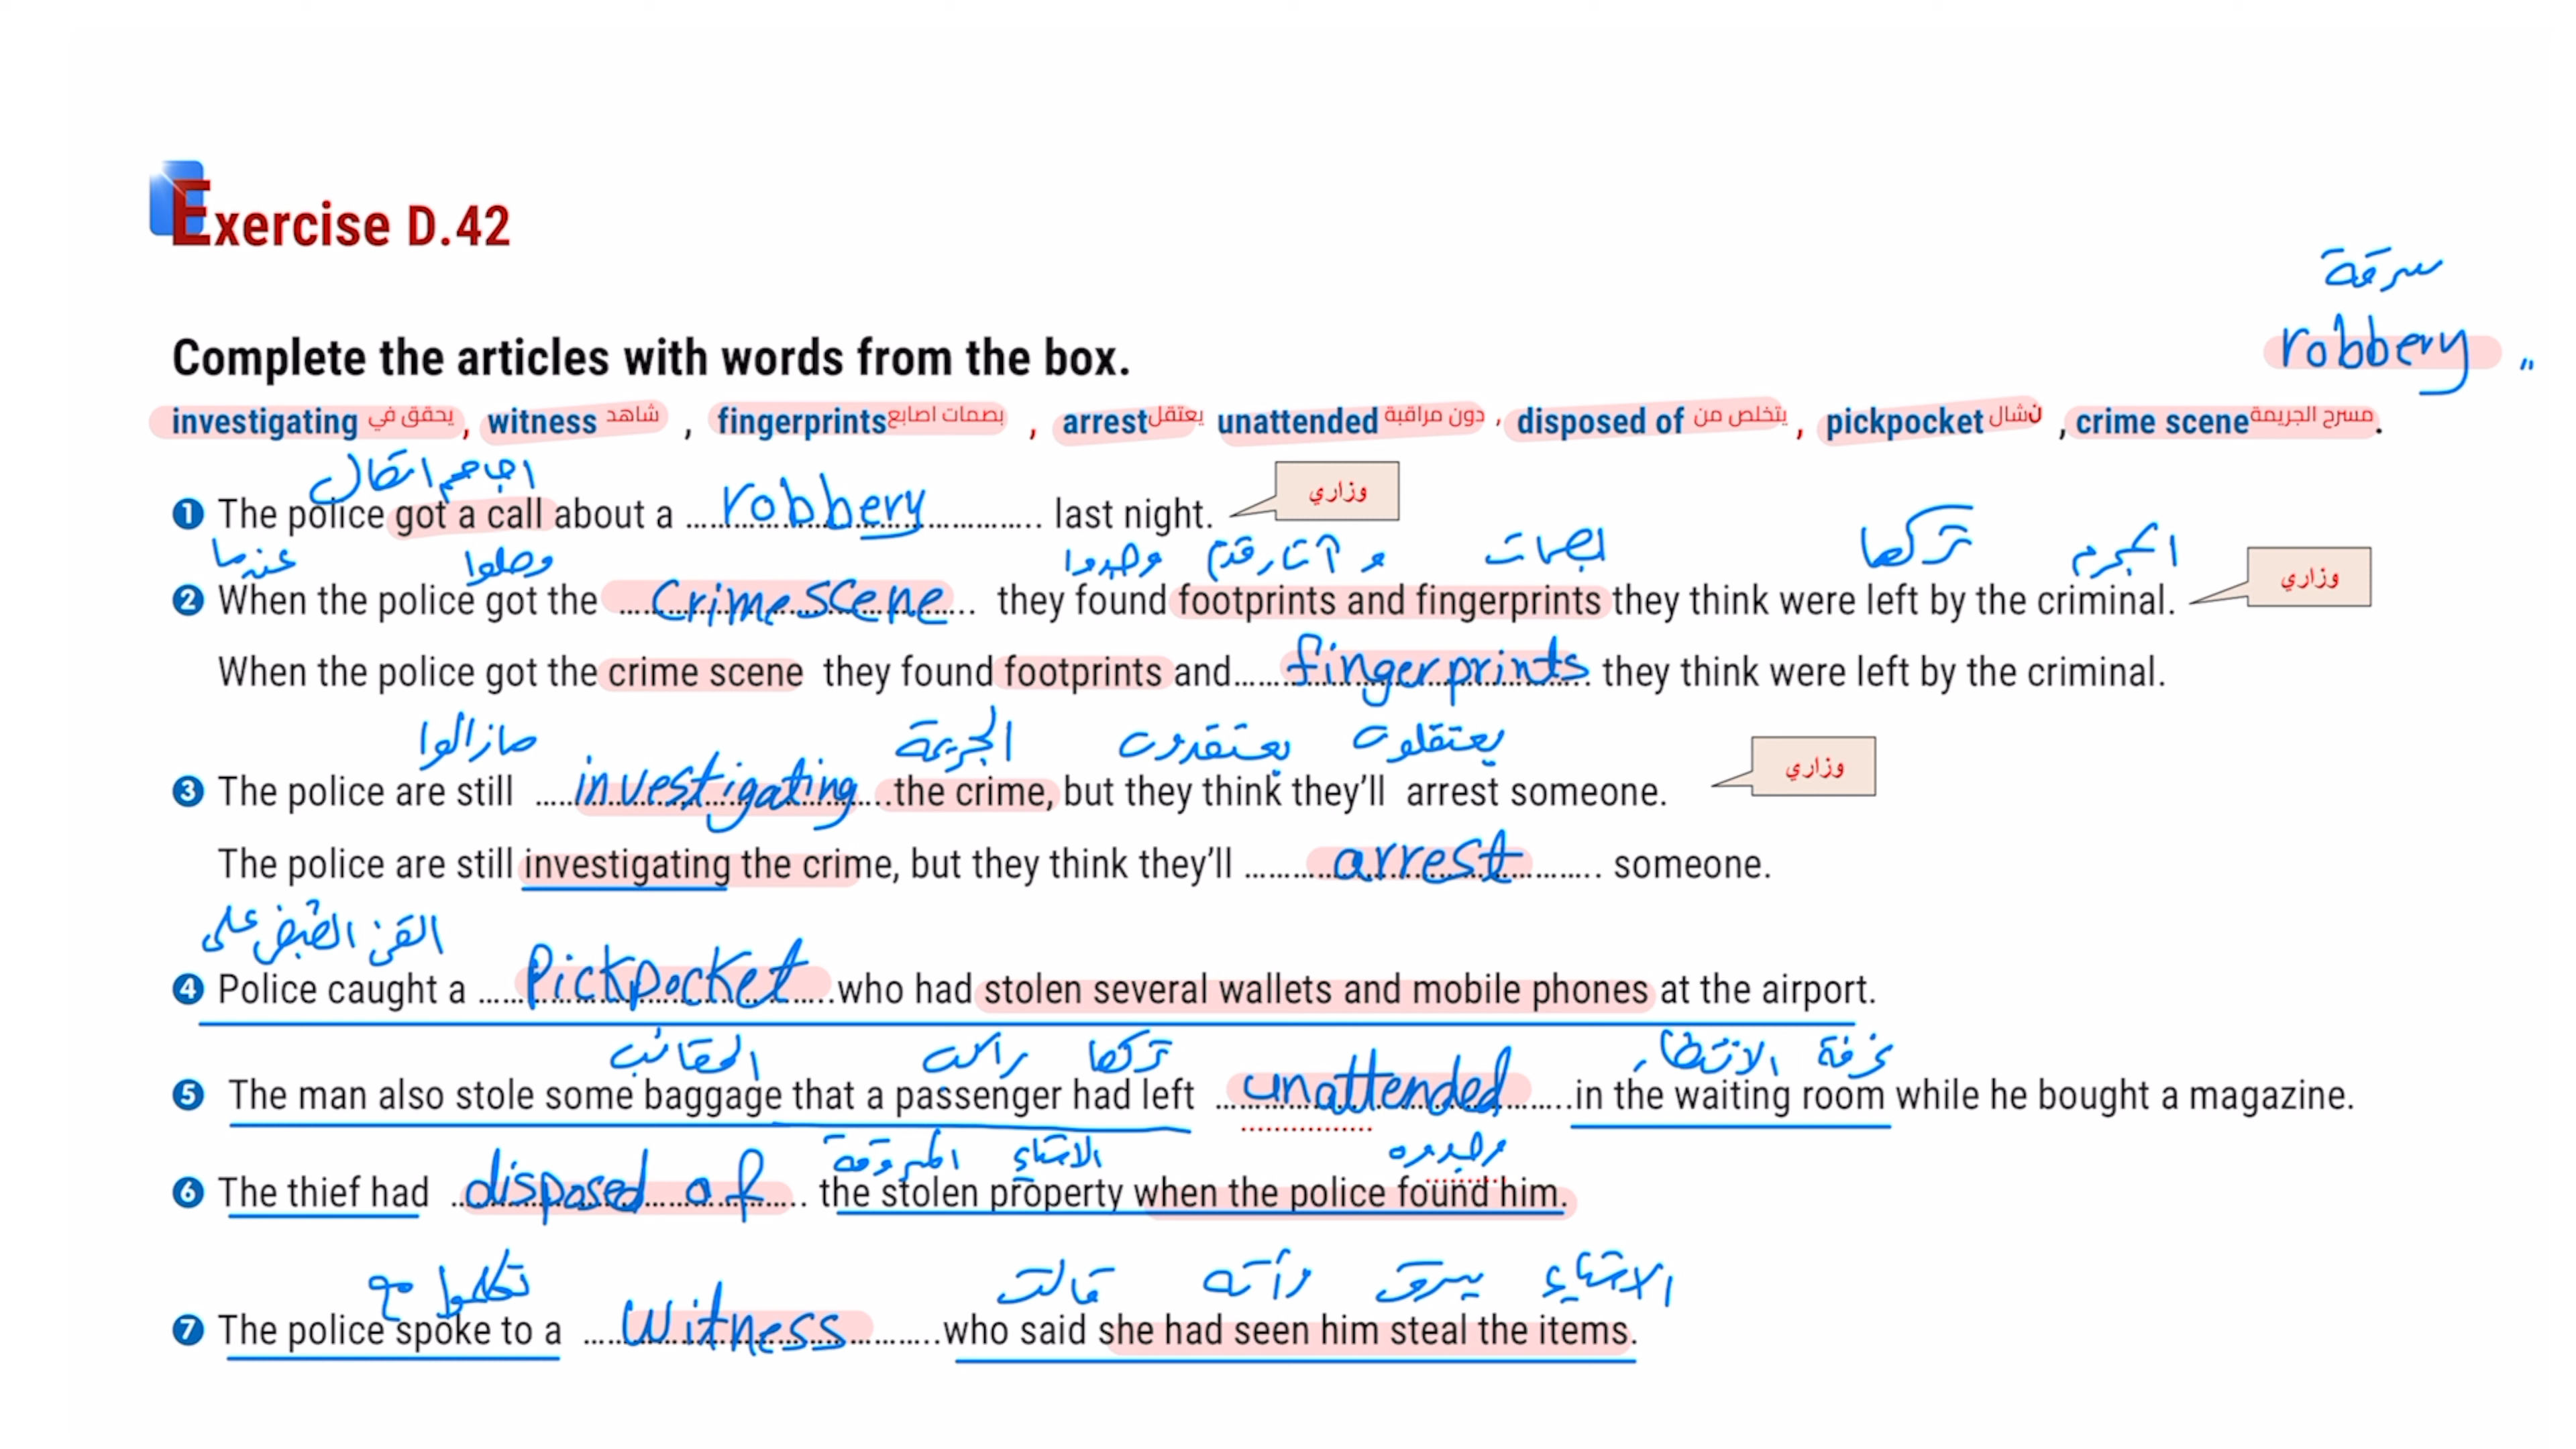 Exercise D.42
سرقة
robbery "
Complete the articles with words from the box.
investigating يحقق في , witness شاهد , fingerprints بصمات اصابع , arrest يعتقل unattended دون مراقبة , disposed of يتخلص من , pickpocket نشال , crime scene مسرح الجريمة .
اتصال
1 The police got a call about a ........ robbery ........ last night. وزاري
عندما وصلوا وجدوا و آثار قدم بصمات تركها المجرم
2 When the police got the ........ crime scene ........ they found footprints and fingerprints they think were left by the criminal. وزاري
When the police got the crime scene they found footprints and ........ fingerprints ........ they think were left by the criminal.
مازالوا الجريمة يعتقدون يعتقلون
3 The police are still ........ investigating ........ the crime, but they think they'll arrest someone. وزاري
The police are still investigating the crime, but they think they'll ........ arrest ........ someone.
القى القبض على
4 Police caught a ........ Pickpocket ........ who had stolen several wallets and mobile phones at the airport.
الحقائب راكب تركها غرفة الانتظار
5 The man also stole some baggage that a passenger had left ........ unattended ........ in the waiting room while he bought a magazine.
المسروقة الاشياء وجدوه
6 The thief had ........ disposed of ........ the stolen property when the police found him.
تكلموا مع قالت رأته يسرق الاشياء
7 The police spoke to a ........ witness ........ who said she had seen him steal the items.